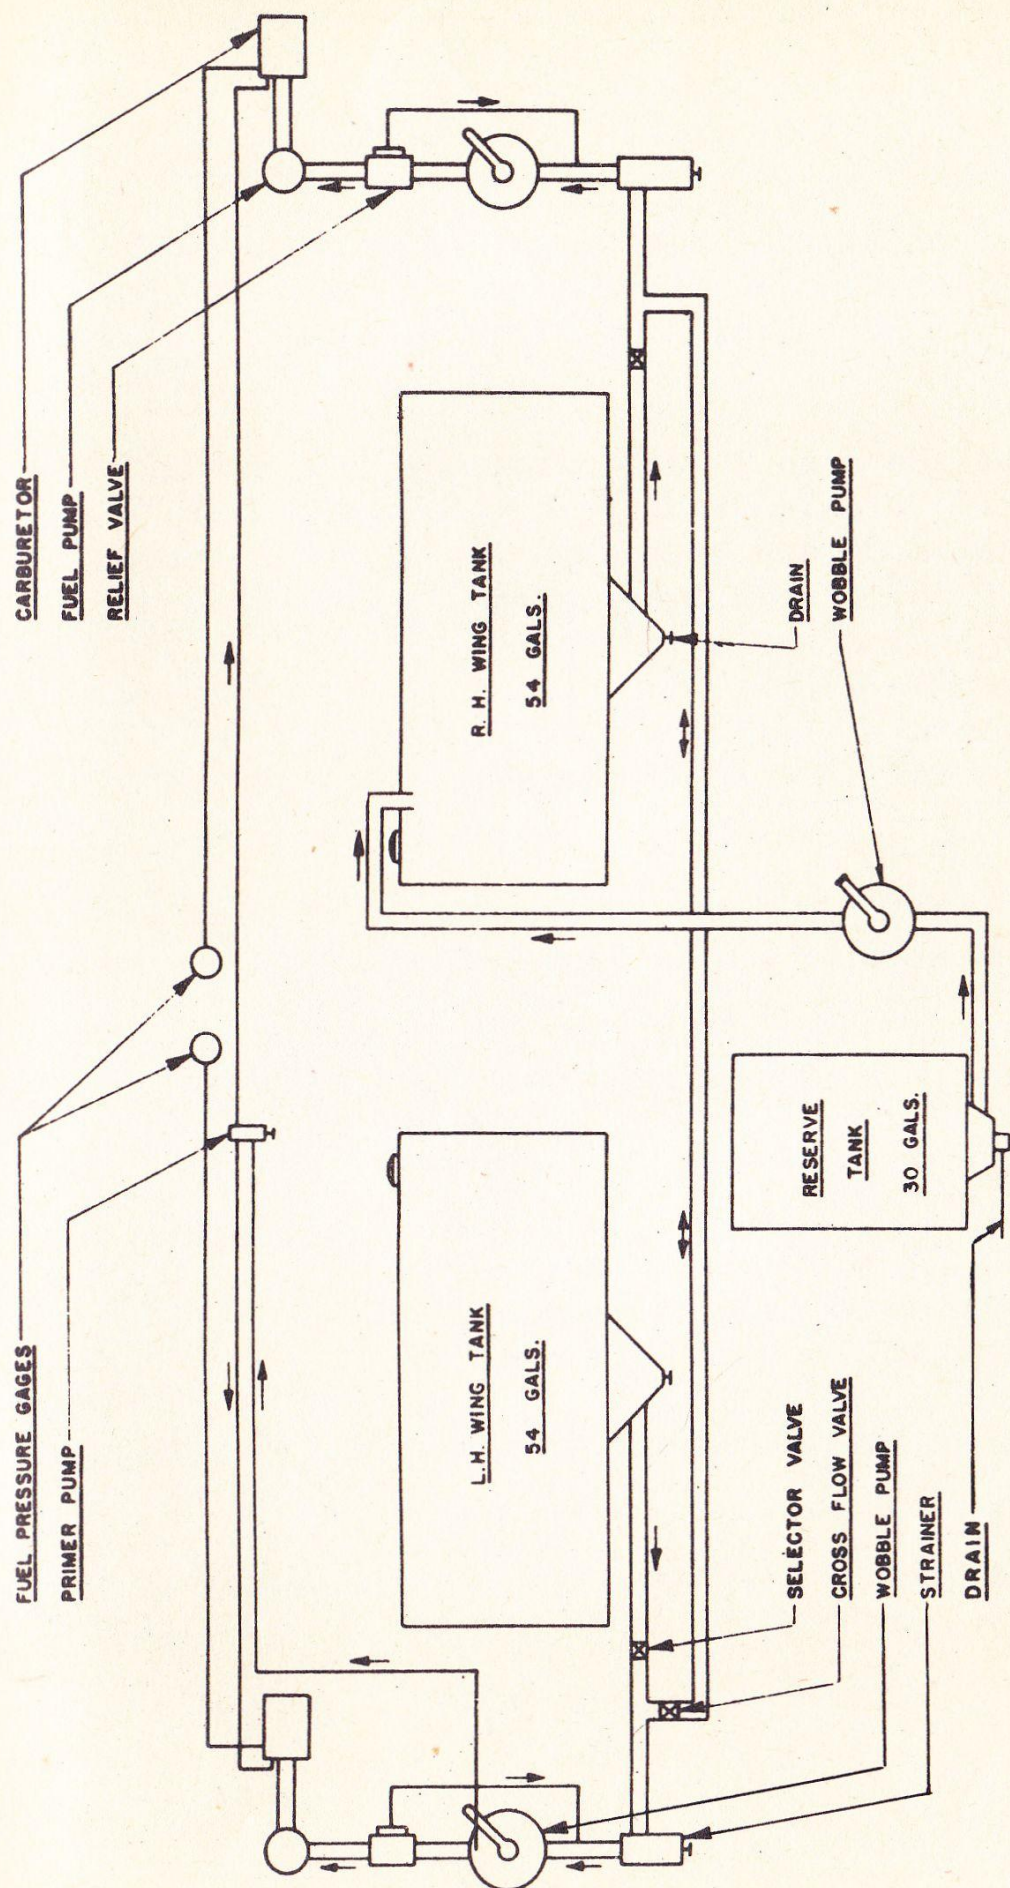 CARBURETOR
FUEL PUMP
RELIEF VALVE
FUEL PRESSURE GAGES
PRIMER PUMP
R. H. WING TANK
54 GALS.
L.H. WING TANK
54 GALS.
DRAIN
WOBBLE PUMP
RESERVE
TANK
30 GALS.
SELECTOR VALVE
CROSS FLOW VALVE
WOBBLE PUMP
STRAINER
DRAIN